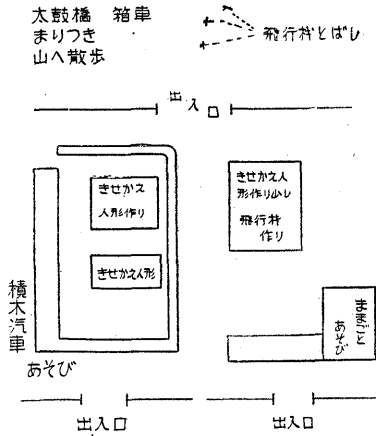 太鼓橋　箱車
まりつき
山へ散歩
飛行機とばし
出入口
きせかえ
人形作り
きせかえ人形
きせかえ人
形作り少し
飛行機
作り
積木汽車
あそび
ままごと
あそび
出入口
出入口